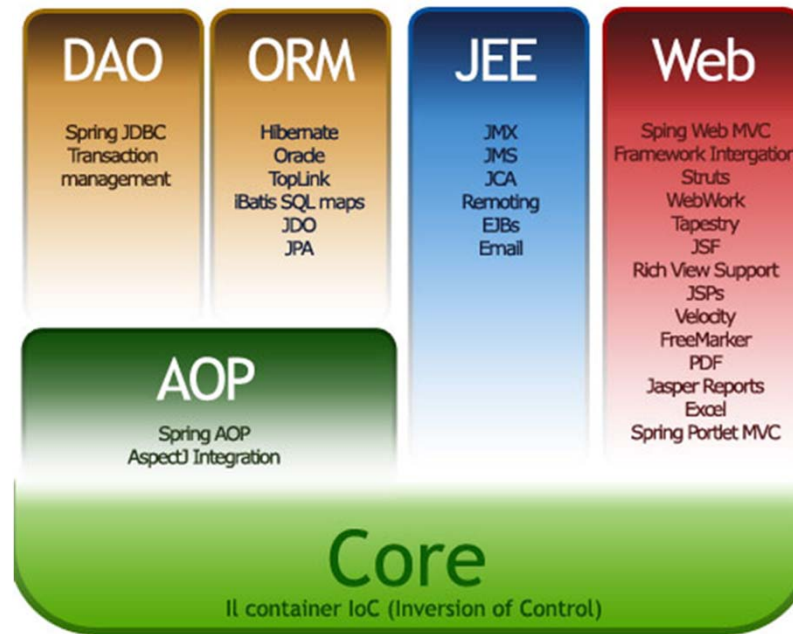 DAO
Spring JDBC
Transaction
management
ORM
Hibernate
Oracle
TopLink
iBatis SQL maps
JDO
JPA
JEE
JMX
JMS
JCA
Remoting
EJBs
Email
Web
Sping Web MVC
Framework Intergation
Struts
WebWork
Tapestry
JSF
Rich View Support
JSPs
Velocity
FreeMarker
PDF
Jasper Reports
Excel
Spring Portlet MVC
AOP
Spring AOP
AspectJ Integration
Core
Il container IoC (Inversion of Control)